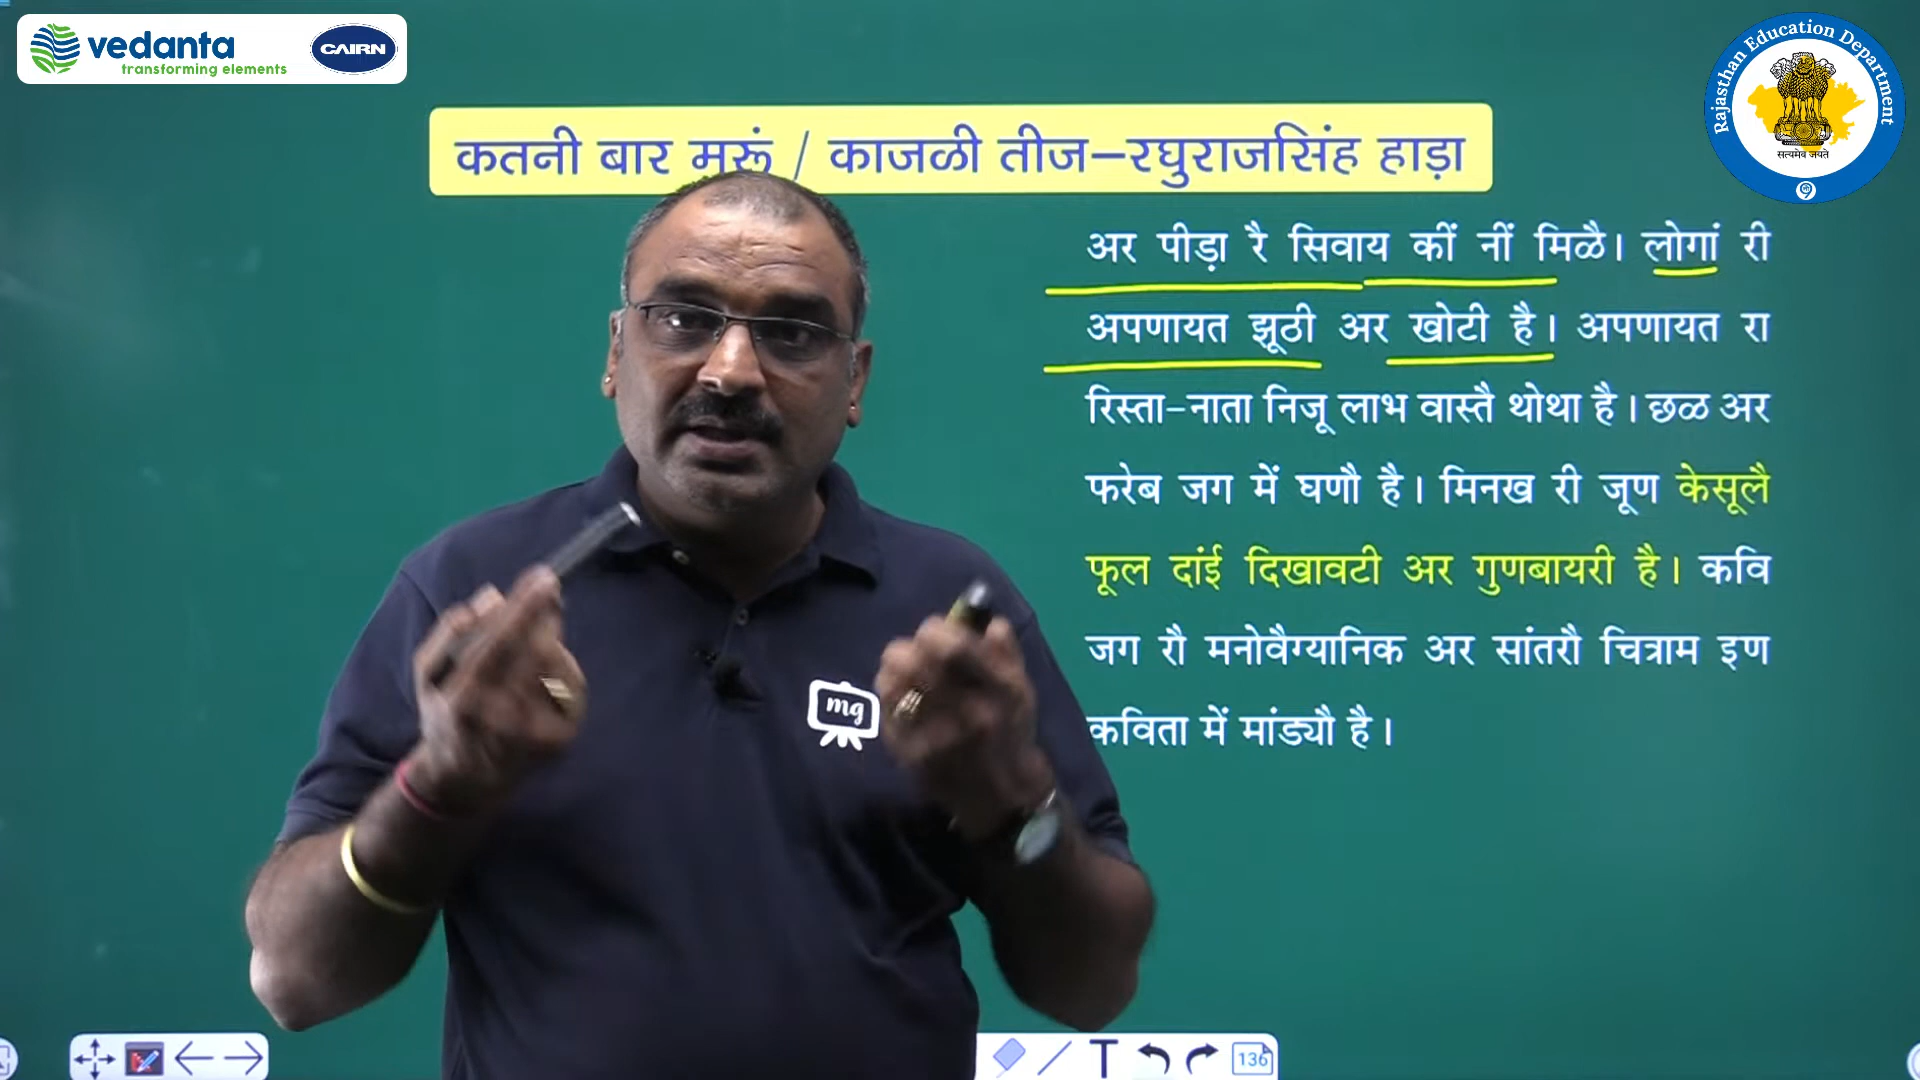 vedanta
transforming elements
CAIRN
Rajasthan Education Department
सत्यमेव जयते
कतनी बार मरूं / काजळी तीज–रघुराजसिंह हाड़ा
अर पीड़ा रै सिवाय कीं नीं मिळै। लोगां री
अपणायत झूठी अर खोटी है। अपणायत रा
रिस्ता-नाता निजू लाभ वास्तै थोथा है। छळ अर
फरेब जग में घणौ है। मिनख री जूण केसूलै
फूल दांई दिखावटी अर गुणबायरी है। कवि
जग रौ मनोवैग्यानिक अर सांतरौ चित्राम इण
कविता में मांड्यौ है।
mg
T
136